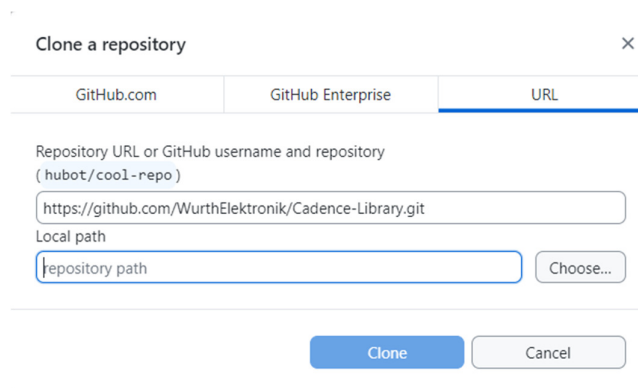 Clone a repository
GitHub.com GitHub Enterprise URL
Repository URL or GitHub username and repository
(hubot/cool-repo)
https://github.com/WurthElektronik/Cadence-Library.git
Local path
repository path Choose...
Clone Cancel